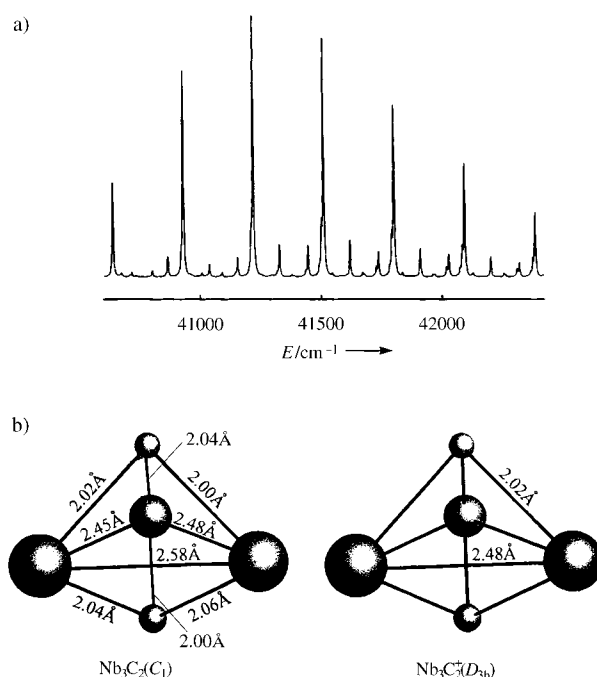 a)
41000 41500 42000
E/cm⁻¹ ⟶
b)
2.04Å
2.02Å 2.00Å
2.45Å 2.48Å
2.58Å
2.04Å 2.06Å
2.00Å
Nb₃C₂(C₁)
2.02Å
2.48Å
Nb₃C₂⁺(D₃ₕ)